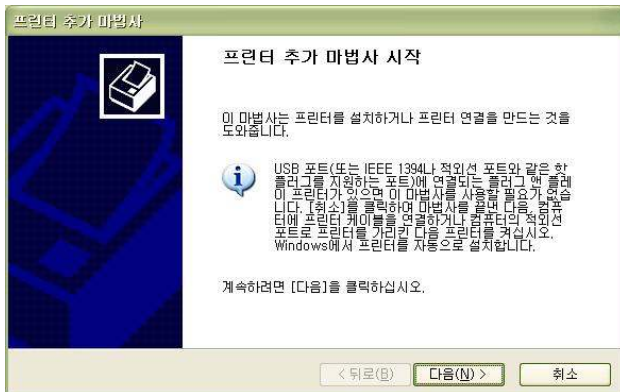 프린터 추가 마법사
프린터 추가 마법사 시작
이 마법사는 프린터를 설치하거나 프린터 연결을 만드는 것을
도와줍니다.
USB 포트(또는 IEEE 1394나 적외선 포트와 같은 핫
플러그를 지원하는 포트)에 연결되는 플러그 앤 플레
이 프린터가 있으면 이 마법사를 사용할 필요가 없습
니다. [취소]를 클릭하여 마법사를 끝낸 다음, 컴퓨
터에 프린터 케이블을 연결하거나 컴퓨터의 적외선
포트로 프린터를 가리킨 다음 프린터를 켜십시오.
Windows에서 프린터를 자동으로 설치합니다.
계속하려면 [다음]을 클릭하십시오.
< 뒤로(B) 다음(N) > 취소